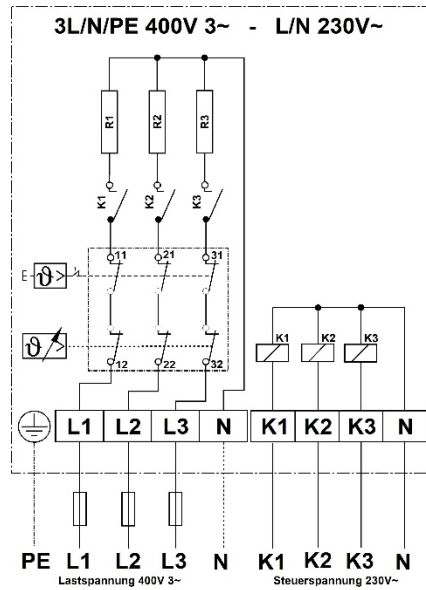 3L/N/PE 400V 3~ - L/N 230V~
R1 R2 R3
K1 K2 K3
11 21 31
E ϑ >
K1 K2 K3
ϑ >
12 22 32
L1 L2 L3 N K1 K2 K3 N
PE L1 L2 L3 N K1 K2 K3 N
Lastspannung 400V 3~ Steuerspannung 230V~